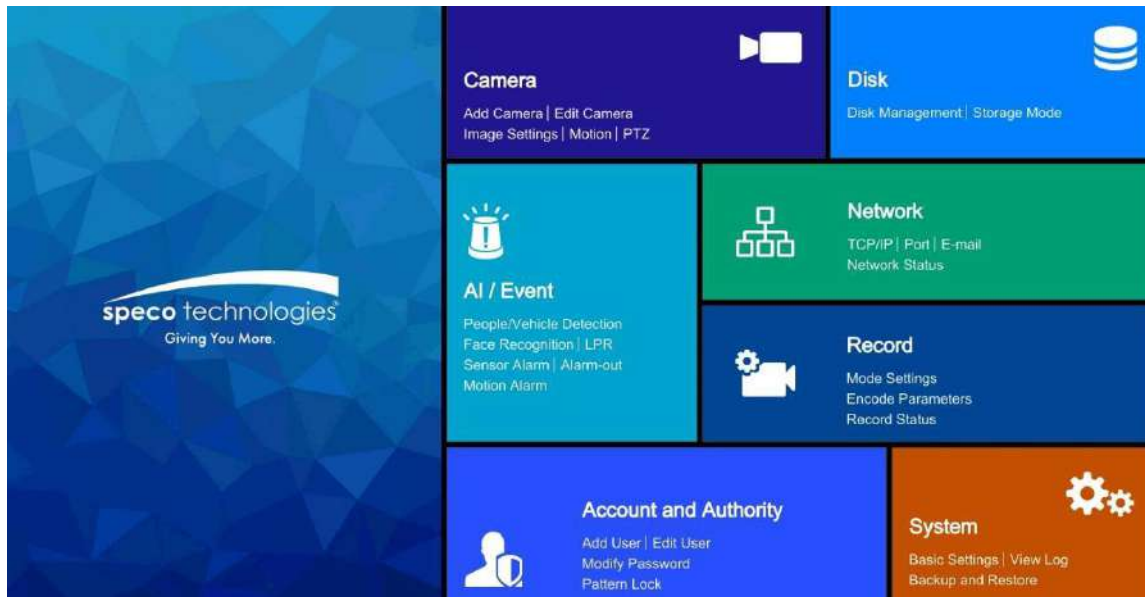 speco technologies®
Giving You More.
Camera
Add Camera | Edit Camera
Image Settings | Motion | PTZ
Disk
Disk Management | Storage Mode
AI / Event
People/Vehicle Detection
Face Recognition | LPR
Sensor Alarm | Alarm-out
Motion Alarm
Network
TCP/IP | Port | E-mail
Network Status
Record
Mode Settings
Encode Parameters
Record Status
Account and Authority
Add User | Edit User
Modify Password
Pattern Lock
System
Basic Settings | View Log
Backup and Restore